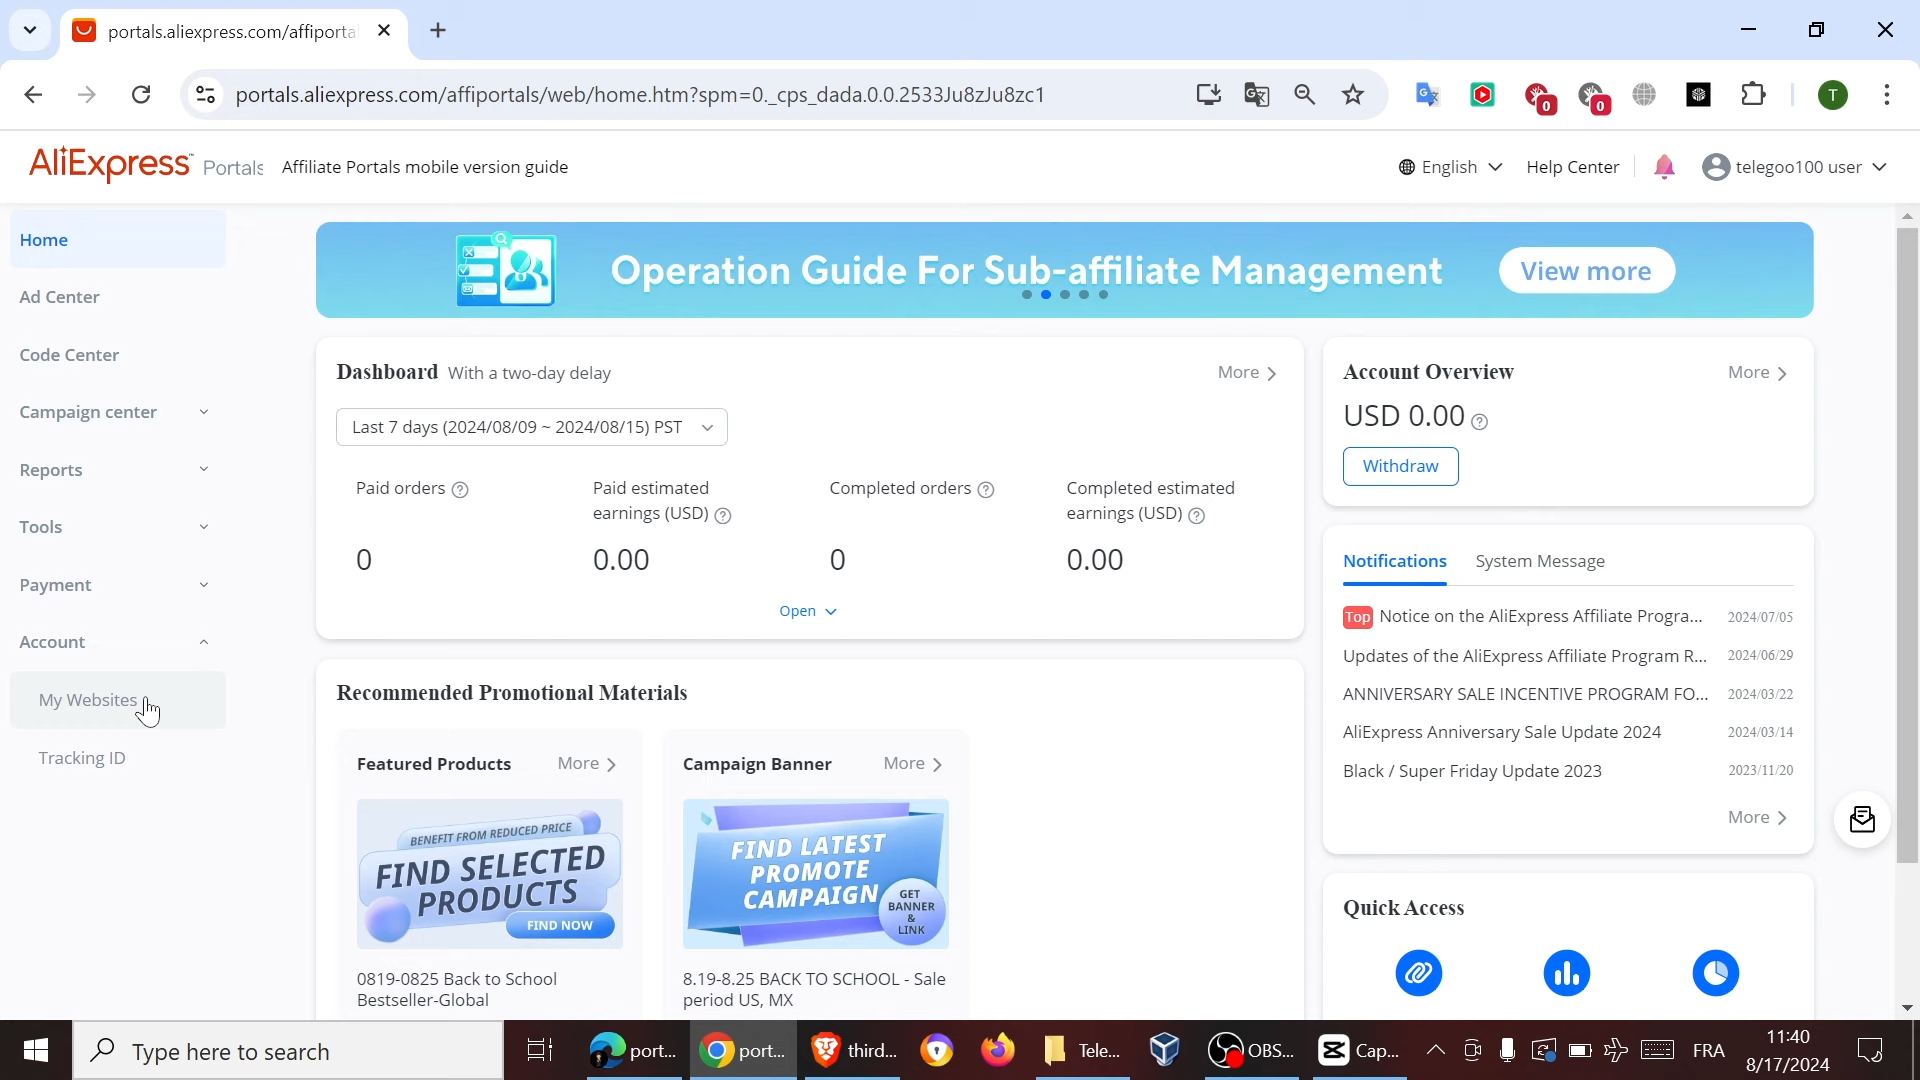 portals.aliexpress.com/affiporta
portals.aliexpress.com/affiportals/web/home.htm?spm=0._cps_dada.0.0.2533Ju8zJu8zc1
0
0
T
AliExpress Portals
Affiliate Portals mobile version guide
English
Help Center
telegoo100 user
Home
Ad Center
Code Center
Campaign center
Reports
Tools
Payment
Account
My Websites
Tracking ID
Operation Guide For Sub-affiliate Management
View more
Dashboard With a two-day delay
More
Last 7 days (2024/08/09 ~ 2024/08/15) PST
Paid orders
0
Paid estimated
earnings (USD)
0.00
Completed orders
0
Completed estimated
earnings (USD)
0.00
Open
Account Overview
More
USD 0.00
Withdraw
Notifications
System Message
Top Notice on the AliExpress Affiliate Progra... 2024/07/05
Updates of the AliExpress Affiliate Program R... 2024/06/29
ANNIVERSARY SALE INCENTIVE PROGRAM FO... 2024/03/22
AliExpress Anniversary Sale Update 2024 2024/03/14
Black / Super Friday Update 2023 2023/11/20
More
Recommended Promotional Materials
Featured Products
More
BENEFIT FROM REDUCED PRICE
FIND SELECTED
PRODUCTS
FIND NOW
0819-0825 Back to School
Bestseller-Global
Campaign Banner
More
FIND LATEST
PROMOTE
CAMPAIGN
GET
BANNER
&
LINK
8.19-8.25 BACK TO SCHOOL - Sale
period US, MX
Quick Access
Type here to search
port...
port...
third...
Tele...
OBS...
Cap...
FRA
11:40
8/17/2024